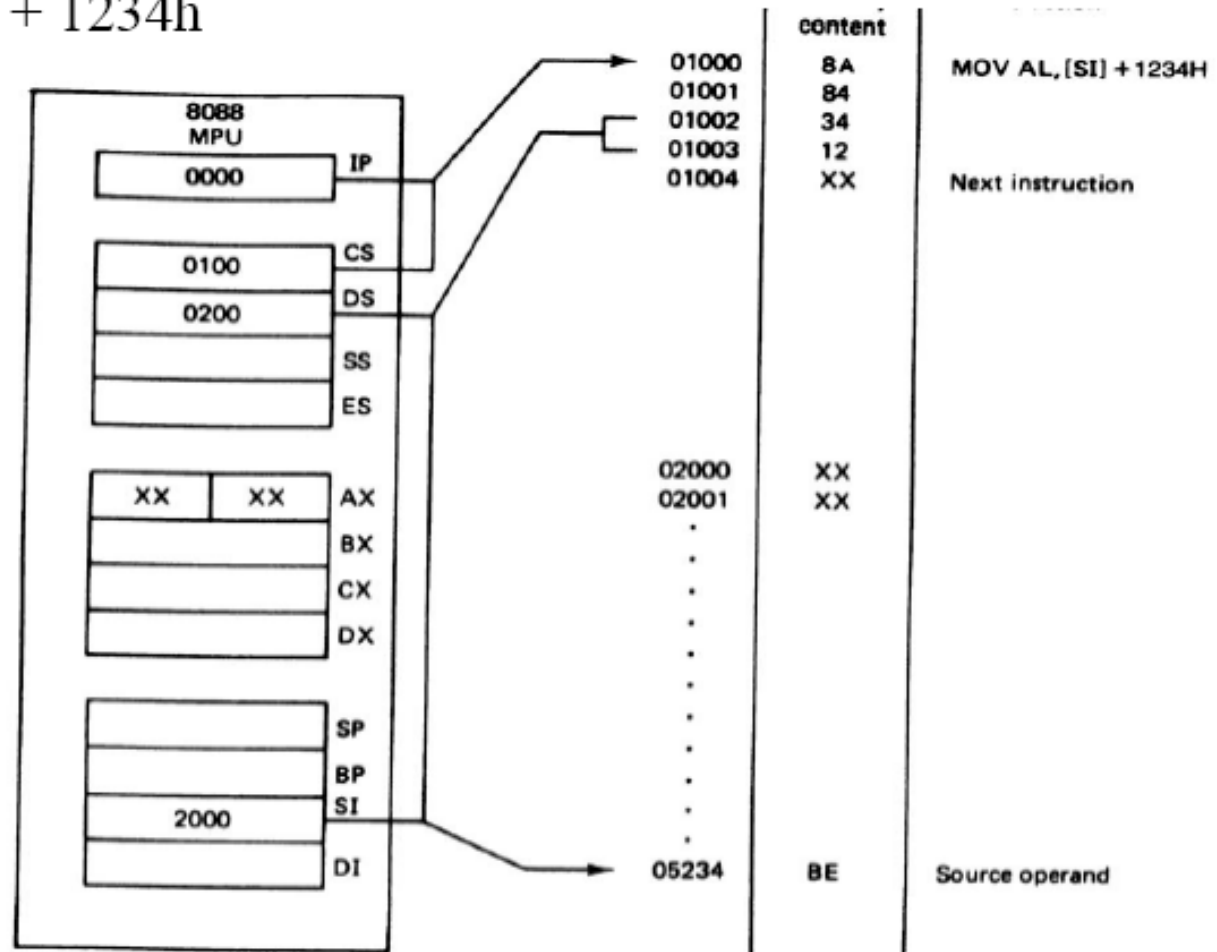 + 1234h
content
8088
MPU
0000 IP
0100 CS
0200 DS
SS
ES
XX XX AX
BX
CX
DX
SP
BP
2000 SI
DI
01000 8A MOV AL, [SI] + 1234H
01001 84
01002 34
01003 12
01004 XX Next instruction
02000 XX
02001 XX
05234 BE Source operand